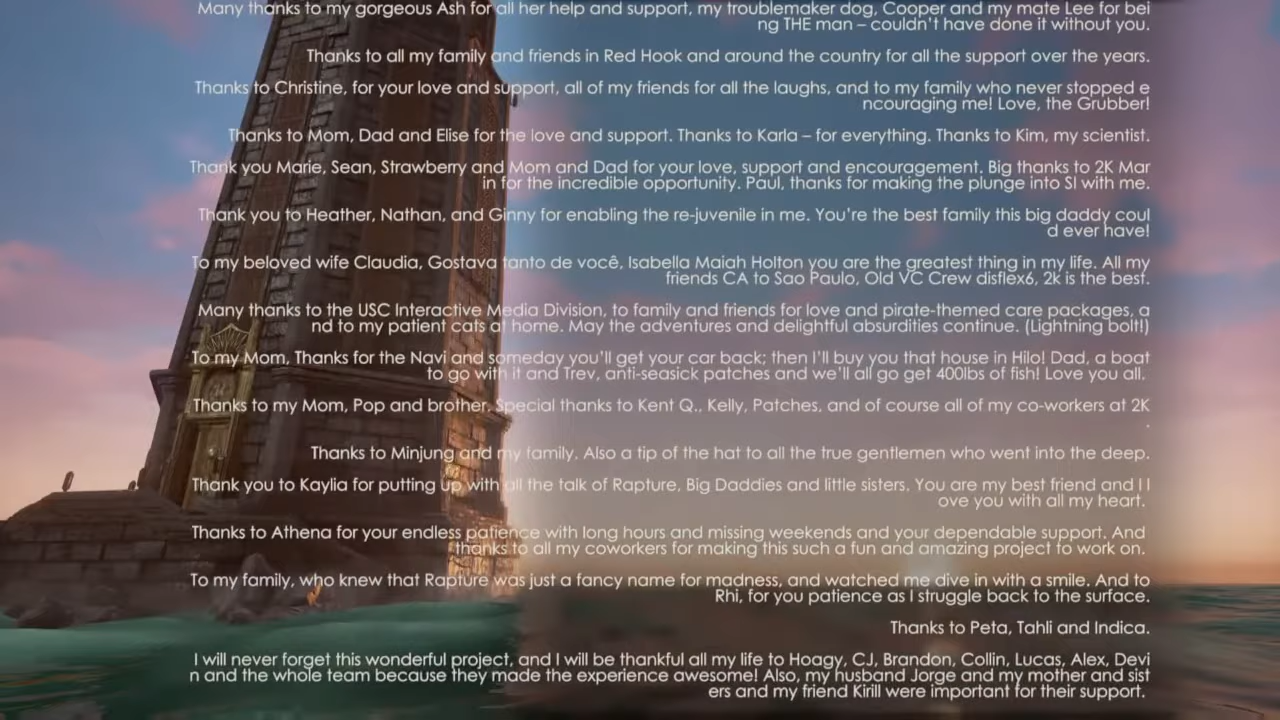 Many thanks to my gorgeous Ash for all her help and support, my troublemaker dog, Cooper and my mate Lee for bei
ng THE man – couldn't have done it without you.
Thanks to all my family and friends in Red Hook and around the country for all the support over the years.
Thanks to Christine, for your love and support, all of my friends for all the laughs, and to my family who never stopped e
ncouraging me! Love, the Grubber!
Thanks to Mom, Dad and Elise for the love and support. Thanks to Karla – for everything. Thanks to Kim, my scientist.
Thank you Marie, Sean, Strawberry and Mom and Dad for your love, support and encouragement. Big thanks to 2K Mar
in for the incredible opportunity. Paul, thanks for making the plunge into SI with me.
Thank you to Heather, Nathan, and Ginny for enabling the re-juvenile in me. You're the best family this big daddy coul
d ever have!
To my beloved wife Claudia, Gostava tanto de você, Isabella Maiah Holton you are the greatest thing in my life. All my
friends CA to Sao Paulo, Old VC Crew disflex6, 2k is the best.
Many thanks to the USC Interactive Media Division, to family and friends for love and pirate-themed care packages, a
nd to my patient cats at home. May the adventures and delightful absurdities continue. (Lightning bolt!)
To my Mom, Thanks for the Navi and someday you'll get your car back; then I'll buy you that house in Hilo! Dad, a boat
to go with it and Trev, anti-seasick patches and we'll all go get 400lbs of fish! Love you all.
Thanks to my Mom, Pop and brother. Special thanks to Kent Q., Kelly, Patches, and of course all of my co-workers at 2K
.
Thanks to Minjung and my family. Also a tip of the hat to all the true gentlemen who went into the deep.
Thank you to Kaylia for putting up with all the talk of Rapture, Big Daddies and little sisters. You are my best friend and I l
ove you with all my heart.
Thanks to Athena for your endless patience with long hours and missing weekends and your dependable support. And
thanks to all my coworkers for making this such a fun and amazing project to work on.
To my family, who knew that Rapture was just a fancy name for madness, and watched me dive in with a smile. And to
Rhi, for you patience as I struggle back to the surface.
Thanks to Peta, Tahli and Indica.
I will never forget this wonderful project, and I will be thankful all my life to Hoagy, CJ, Brandon, Collin, Lucas, Alex, Devi
n and the whole team because they made the experience awesome! Also, my husband Jorge and my mother and sist
ers and my friend Kirill were important for their support.